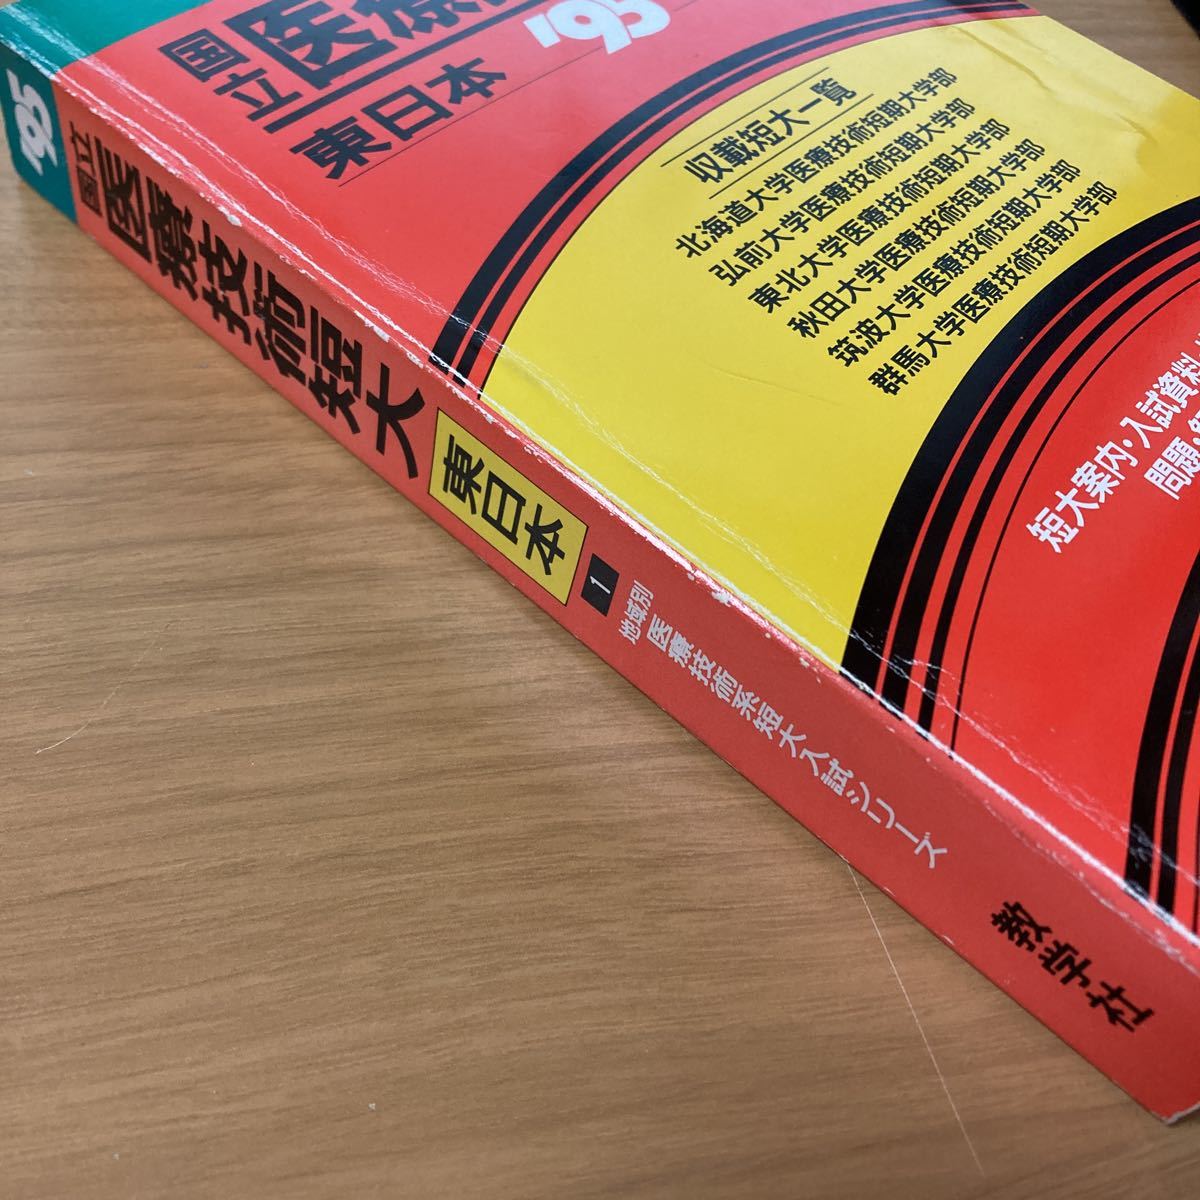 国立
医療
'95
東日本
収載短大一覧
北海道大学医療技術短期大学部
弘前大学医療技術短期大学部
東北大学医療技術短期大学部
秋田大学医療技術短期大学部
筑波大学医療技術短期大学部
群馬大学医療技術短期大学部
短大案内・入試資料
問題・
'95
国立
医療技術短大
東日本
1
地域別
医療技術系短大入試シリーズ
教学社